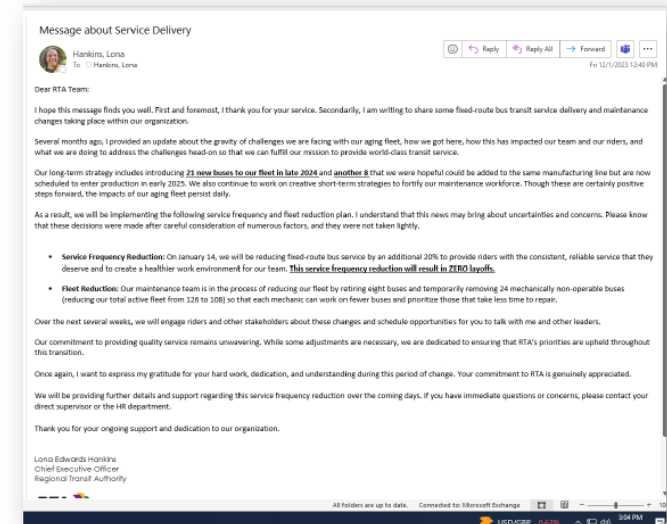 Message about Service Delivery
Hankins, Lona
Reply
Reply All
Forward
To Hankins, Lona
Fri 12/1/2023 12:40 PM
Dear RTA Team:
I hope this message finds you well. First and foremost, I thank you for your service. Secondarily, I am writing to share some fixed-route bus transit service delivery and maintenance
changes taking place within our organization.
Several months ago, I provided an update about the gravity of challenges we are facing with our aging fleet, how we got here, how this has impacted our team and our riders, and
what we are doing to address the challenges head-on so that we can fulfill our mission to provide world-class transit service.
Our long-term strategy includes introducing 21 new buses to our fleet in late 2024 and another 8 that we were hopeful could be added to the same manufacturing line but are now
scheduled to enter production in early 2025. We also continue to work on creative short-term strategies to fortify our maintenance workforce. Though these are certainly positive
steps forward, the impacts of our aging fleet persist daily.
As a result, we will be implementing the following service frequency and fleet reduction plan. I understand that this news may bring about uncertainties and concerns. Please know
that these decisions were made after careful consideration of numerous factors, and they were not taken lightly.
• Service Frequency Reduction: On January 14, we will be reducing fixed-route bus service by an additional 20% to provide riders with the consistent, reliable service that they
deserve and to create a healthier work environment for our team. This service frequency reduction will result in ZERO layoffs.
• Fleet Reduction: Our maintenance team is in the process of reducing our fleet by retiring eight buses and temporarily removing 24 mechanically non-operable buses
(reducing our total active fleet from 126 to 108) so that each mechanic can work on fewer buses and prioritize those that take less time to repair.
Over the next several weeks, we will engage riders and other stakeholders about these changes and schedule opportunities for you to talk with me and other leaders.
Our commitment to providing quality service remains unwavering. While some adjustments are necessary, we are dedicated to ensuring that RTA's priorities are upheld throughout
this transition.
Once again, I want to express my gratitude for your hard work, dedication, and understanding during this period of change. Your commitment to RTA is genuinely appreciated.
We will be providing further details and support regarding this service frequency reduction over the coming days. If you have immediate questions or concerns, please contact your
direct supervisor or the HR department.
Thank you for your ongoing support and dedication to our organization.
Lona Edwards Hankins
Chief Executive Officer
Regional Transit Authority
All folders are up to date. Connected to: Microsoft Exchange
USD/GBP 0.63%
3:04 PM